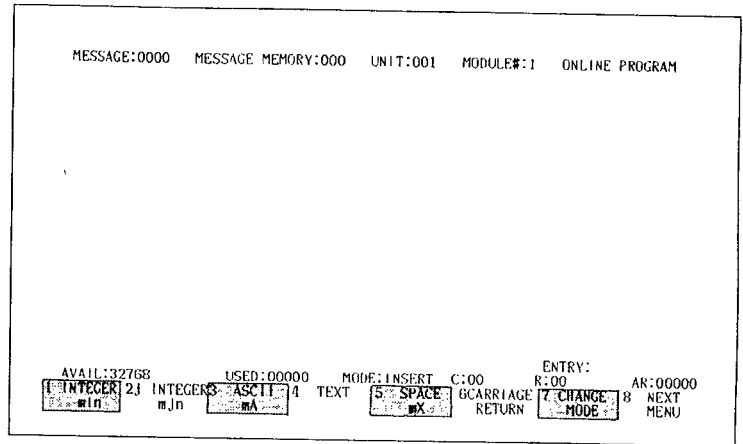 MESSAGE:0000 MESSAGE MEMORY:000 UNIT:001 MODULE#:1 ONLINE PROGRAM
ENTRY:
AVAIL:32768 USED:00000 MODE:INSERT C:00 R:00 AR:00000
1 INTEGER 2J INTEGER3 ASCII 4 TEXT 5 SPACE 6CARRIAGE 7 CHANGE 8 NEXT
mIn mJn mA mX RETURN MODE MENU